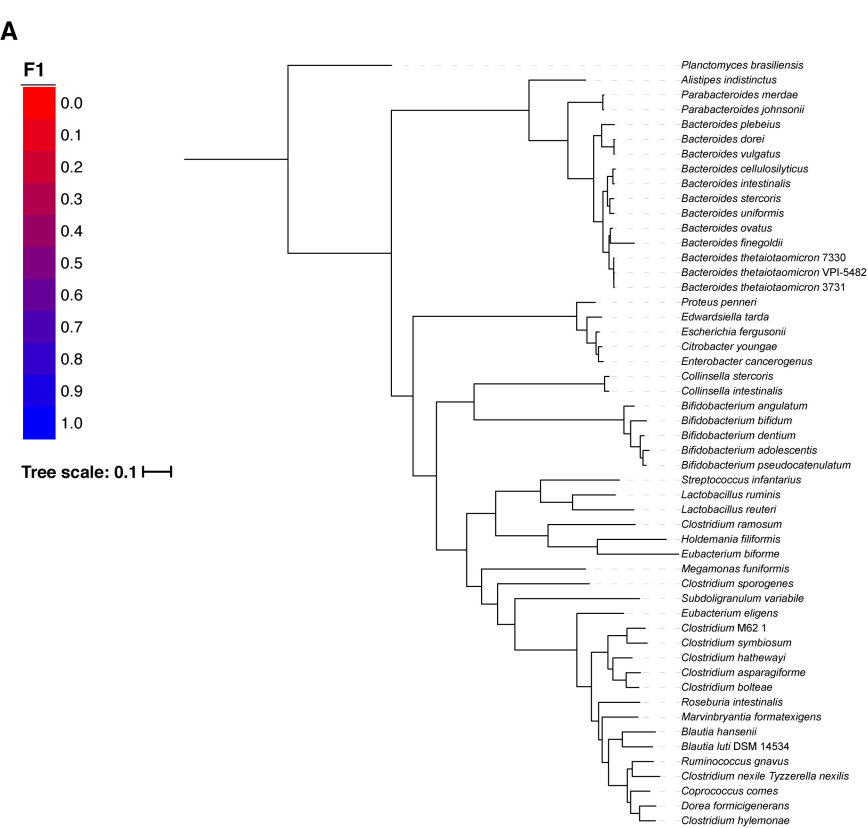 A
F1
0.0
0.1
0.2
0.3
0.4
0.5
0.6
0.7
0.8
0.9
1.0
Tree scale: 0.1
Planctomyces brasiliensis
Alistipes indistinctus
Parabacteroides merdae
Parabacteroides johnsonii
Bacteroides plebeius
Bacteroides dorei
Bacteroides vulgatus
Bacteroides cellulosilyticus
Bacteroides intestinalis
Bacteroides stercoris
Bacteroides uniformis
Bacteroides ovatus
Bacteroides finegoldii
Bacteroides thetaiotaomicron 7330
Bacteroides thetaiotaomicron VPI-5482
Bacteroides thetaiotaomicron 3731
Proteus penneri
Edwardsiella tarda
Escherichia fergusonii
Citrobacter youngae
Enterobacter cancerogenus
Collinsella stercoris
Collinsella intestinalis
Bifidobacterium angulatum
Bifidobacterium bifidum
Bifidobacterium dentium
Bifidobacterium adolescentis
Bifidobacterium pseudocatenulatum
Streptococcus infantarius
Lactobacillus ruminis
Lactobacillus reuteri
Clostridium ramosum
Holdemania filiformis
Eubacterium biforme
Megamonas funiformis
Clostridium sporogenes
Subdoligranulum variabile
Eubacterium eligens
Clostridium M62 1
Clostridium symbiosum
Clostridium hathewayi
Clostridium asparagiforme
Clostridium bolteae
Roseburia intestinalis
Marvinbryantia formatexigens
Blautia hansenii
Blautia luti DSM 14534
Ruminococcus gnavus
Clostridium nexile Tyzzerella nexilis
Coprococcus comes
Dorea formicigenerans
Clostridium hylemonae